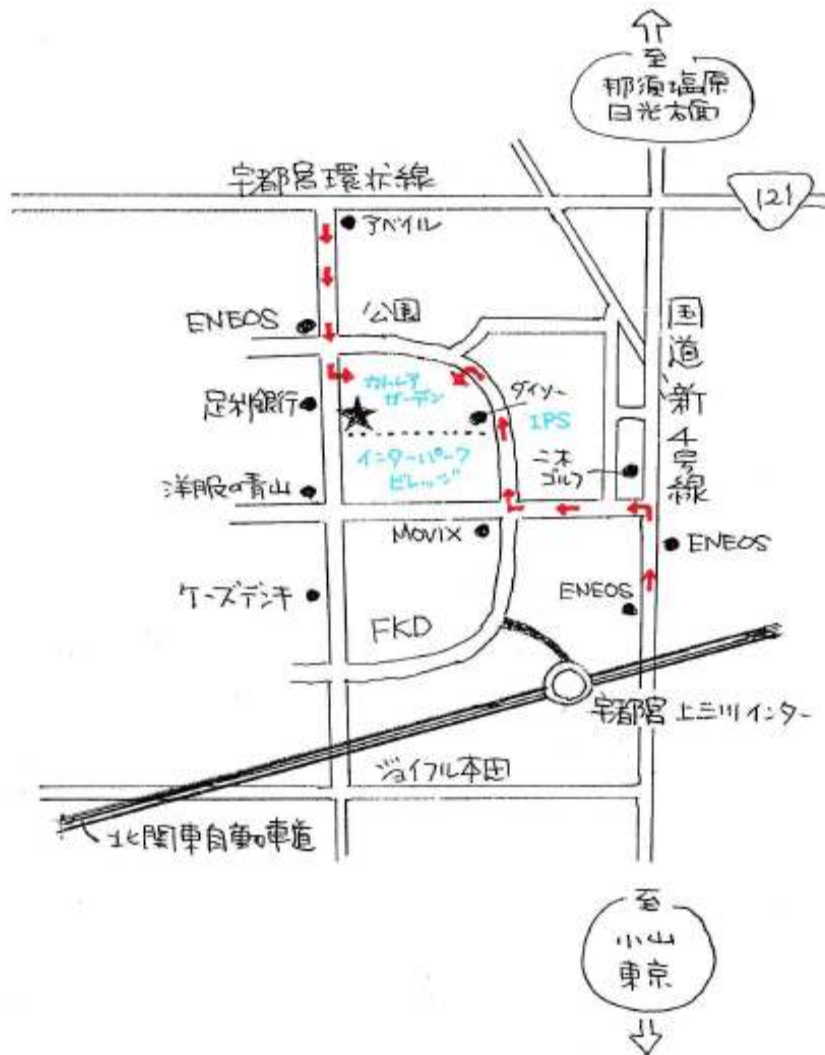 至
那須塩原
日光方面
宇都宮環状線
121
アベイル
ENEOS
公園
国道新4号線
足利銀行
カトレア
ガーデン
ダイソー
IPS
インターパーク
ビレッジ
二木
ゴルフ
洋服の青山
MOVIX
ENEOS
ケーズデンキ
ENEOS
FKD
宇都宮上三川インター
ジョイフル本田
北関東自動車道
至
小山
東京